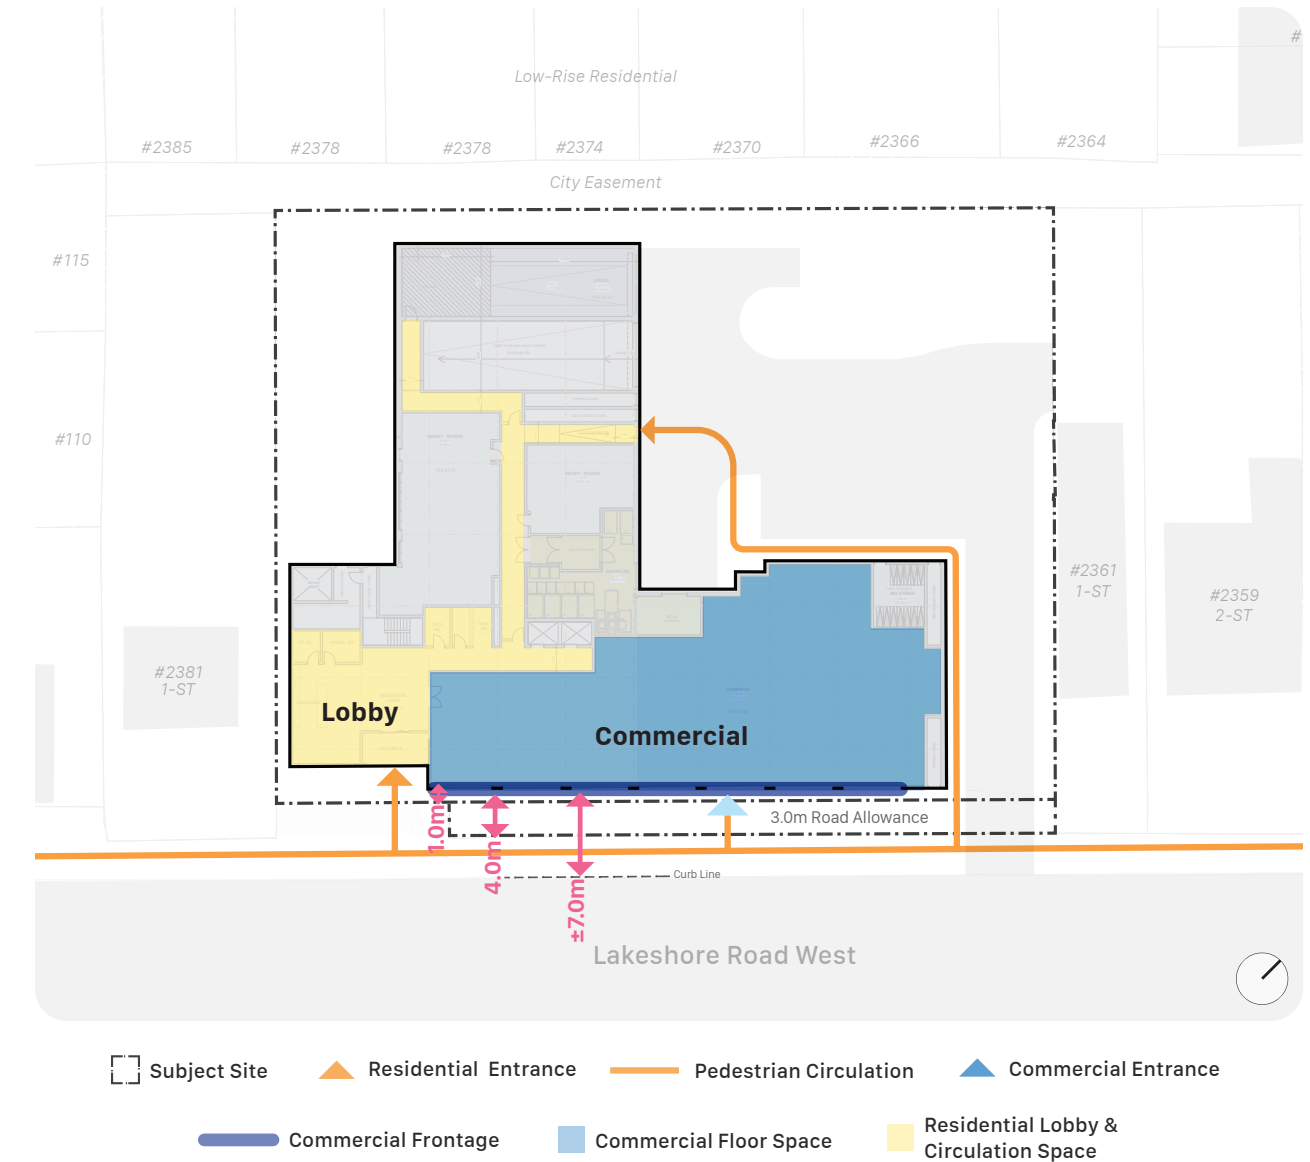 #
Low-Rise Residential
#2385
#2378
#2378
#2374
#2370
#2366
#2364
City Easement
#115
#110
#2361
1-ST
#2359
2-ST
#2381
1-ST
Lobby
Commercial
1.0m
4.0m
±7.0m
3.0m Road Allowance
Curb Line
Lakeshore Road West
Subject Site
Residential Entrance
Pedestrian Circulation
Commercial Entrance
Commercial Frontage
Commercial Floor Space
Residential Lobby &
Circulation Space